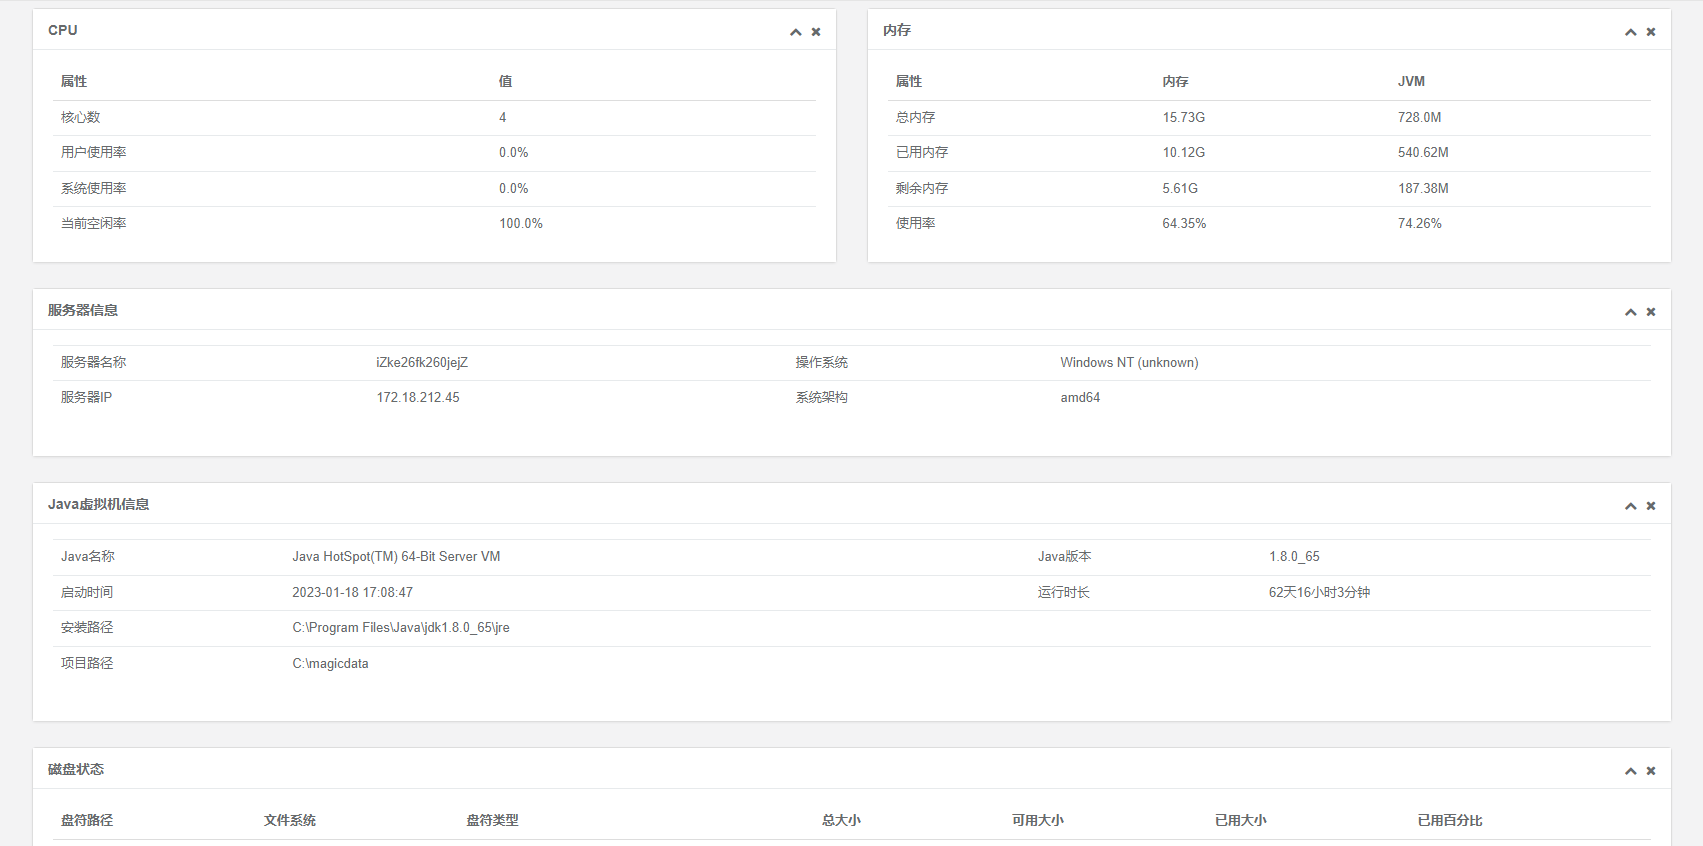 CPU
属性 值
核心数 4
用户使用率 0.0%
系统使用率 0.0%
当前空闲率 100.0%
内存
属性 内存 JVM
总内存 15.73G 728.0M
已用内存 10.12G 540.62M
剩余内存 5.61G 187.38M
使用率 64.35% 74.26%
服务器信息
服务器名称 iZke26fk260jejZ 操作系统 Windows NT (unknown)
服务器IP 172.18.212.45 系统架构 amd64
Java虚拟机信息
Java名称 Java HotSpot(TM) 64-Bit Server VM Java版本 1.8.0_65
启动时间 2023-01-18 17:08:47 运行时长 62天16小时3分钟
安装路径 C:\Program Files\Java\jdk1.8.0_65\jre
项目路径 C:\magicdata
磁盘状态
盘符路径 文件系统 盘符类型 总大小 可用大小 已用大小 已用百分比